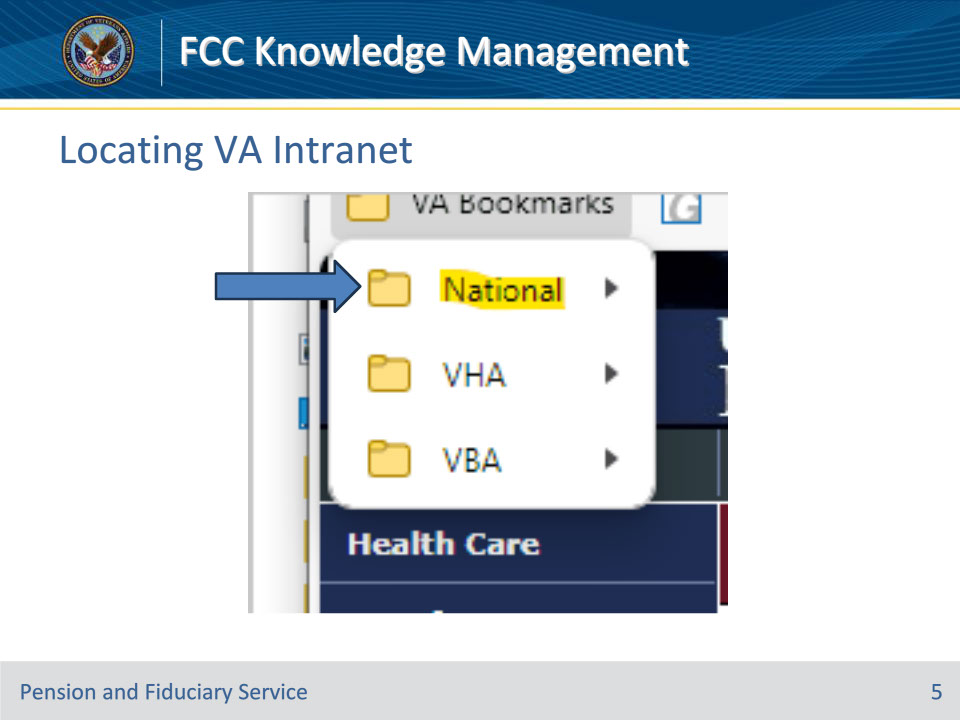 FCC Knowledge Management
Locating VA Intranet
VA Bookmarks
National
VHA
VBA
Health Care
Pension and Fiduciary Service
5